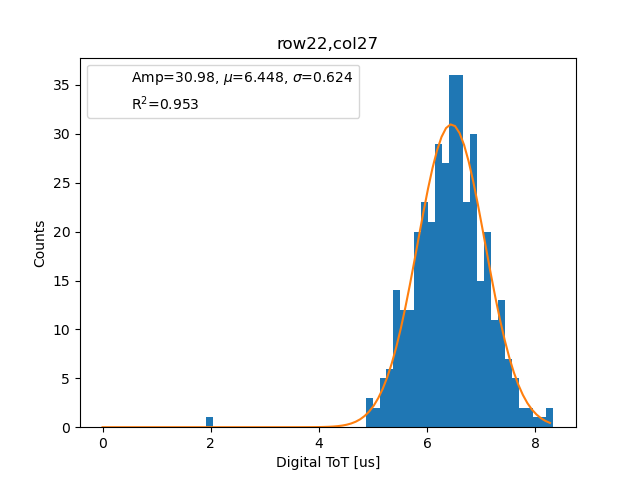 row22,col27
Amp=30.98, μ=6.448, σ=0.624
R²=0.953
35
30
25
20
15
10
5
0
Counts
0 2 4 6 8
Digital ToT [us]